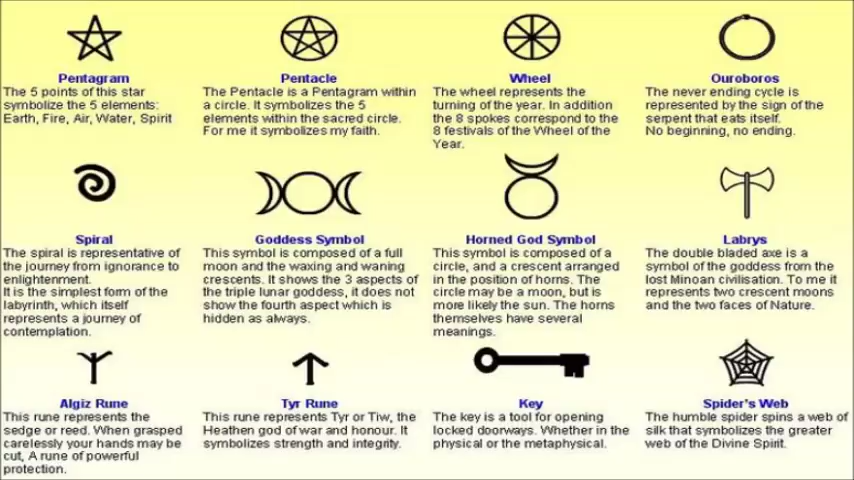 Pentagram
The 5 points of this star
symbolize the 5 elements:
Earth, Fire, Air, Water, Spirit
Pentacle
The Pentacle is a Pentagram within
a circle. It symbolizes the 5
elements within the sacred circle.
For me it symbolizes my faith.
Wheel
The wheel represents the
turning of the year. In addition
the 8 spokes correspond to the
8 festivals of the Wheel of the
Year.
Ouroboros
The never ending cycle is
represented by the sign of the
serpent that eats itself.
No beginning, no ending.
Spiral
The spiral is representative of
the journey from ignorance to
enlightenment.
It is the simplest form of the
labyrinth, which itself
represents a journey of
contemplation.
Goddess Symbol
This symbol is composed of a full
moon and the waxing and waning
crescents. It shows the 3 aspects of
the triple lunar goddess, it does not
show the fourth aspect which is
hidden as always.
Horned God Symbol
This symbol is composed of a
circle, and a crescent arranged
in the position of horns. The
circle may be a moon, but is
more likely the sun. The horns
themselves have several
meanings.
Labrys
The double bladed axe is a
symbol of the goddess from the
lost Minoan civilisation. To me it
represents two crescent moons
and the two faces of Nature.
Algiz Rune
This rune represents the
sedge or reed. When grasped
carelessly your hands may be
cut, A rune of powerful
protection.
Tyr Rune
This rune represents Tyr or Tiw, the
Heathen god of war and honour. It
symbolizes strength and integrity.
Key
The key is a tool for opening
locked doorways. Whether in the
physical or the metaphysical.
Spider's Web
The humble spider spins a web of
silk that symbolizes the greater
web of the Divine Spirit.